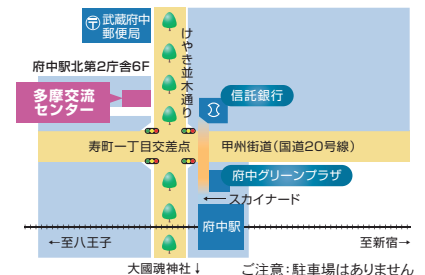 武蔵府中
郵便局
けやき並木通り
府中駅北第2庁舎6F
多摩交流
センター
信託銀行
寿町一丁目交差点
甲州街道（国道20号線）
府中グリーンプラザ
←スカイナード
府中駅
←至八王子
至新宿→
大國魂神社↓
ご注意：駐車場はありません